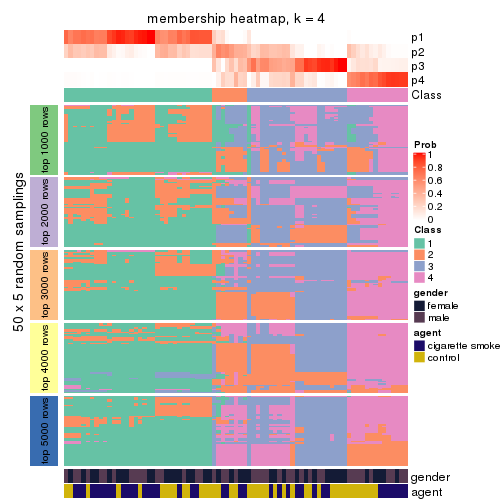 membership heatmap, k = 4
p1
p2
p3
p4
Class
50 x 5 random samplings
top 1000 rows
top 2000 rows
top 3000 rows
top 4000 rows
top 5000 rows
Prob
1
0.8
0.6
0.4
0.2
0
Class
1
2
3
4
gender
female
male
agent
cigarette smoke
control
gender
agent